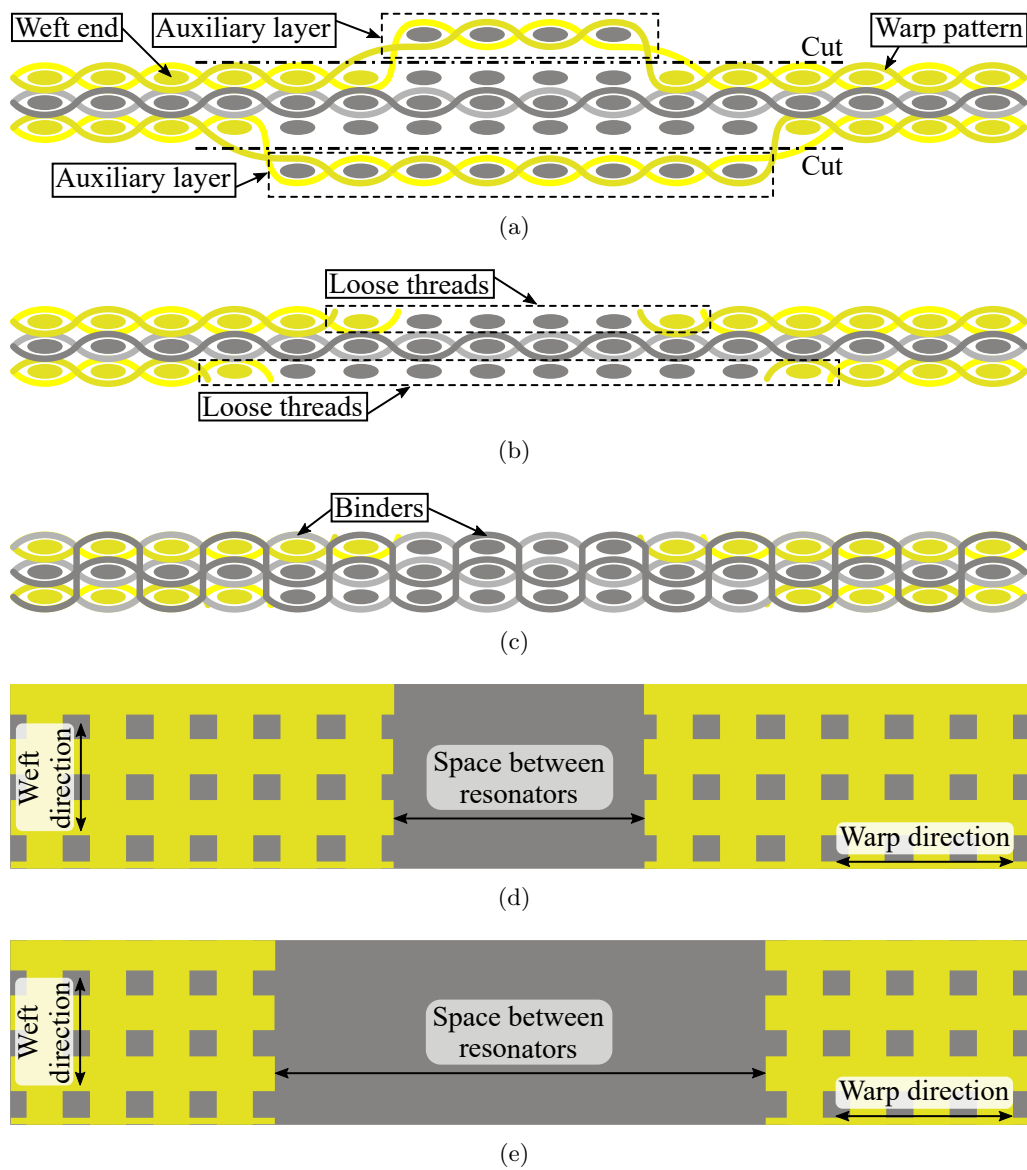 Weft end
Auxiliary layer
Cut
Warp pattern
Auxiliary layer
Cut
(a)
Loose threads
Loose threads
(b)
Binders
(c)
Weft
direction
Space between
resonators
Warp direction
(d)
Weft
direction
Space between
resonators
Warp direction
(e)